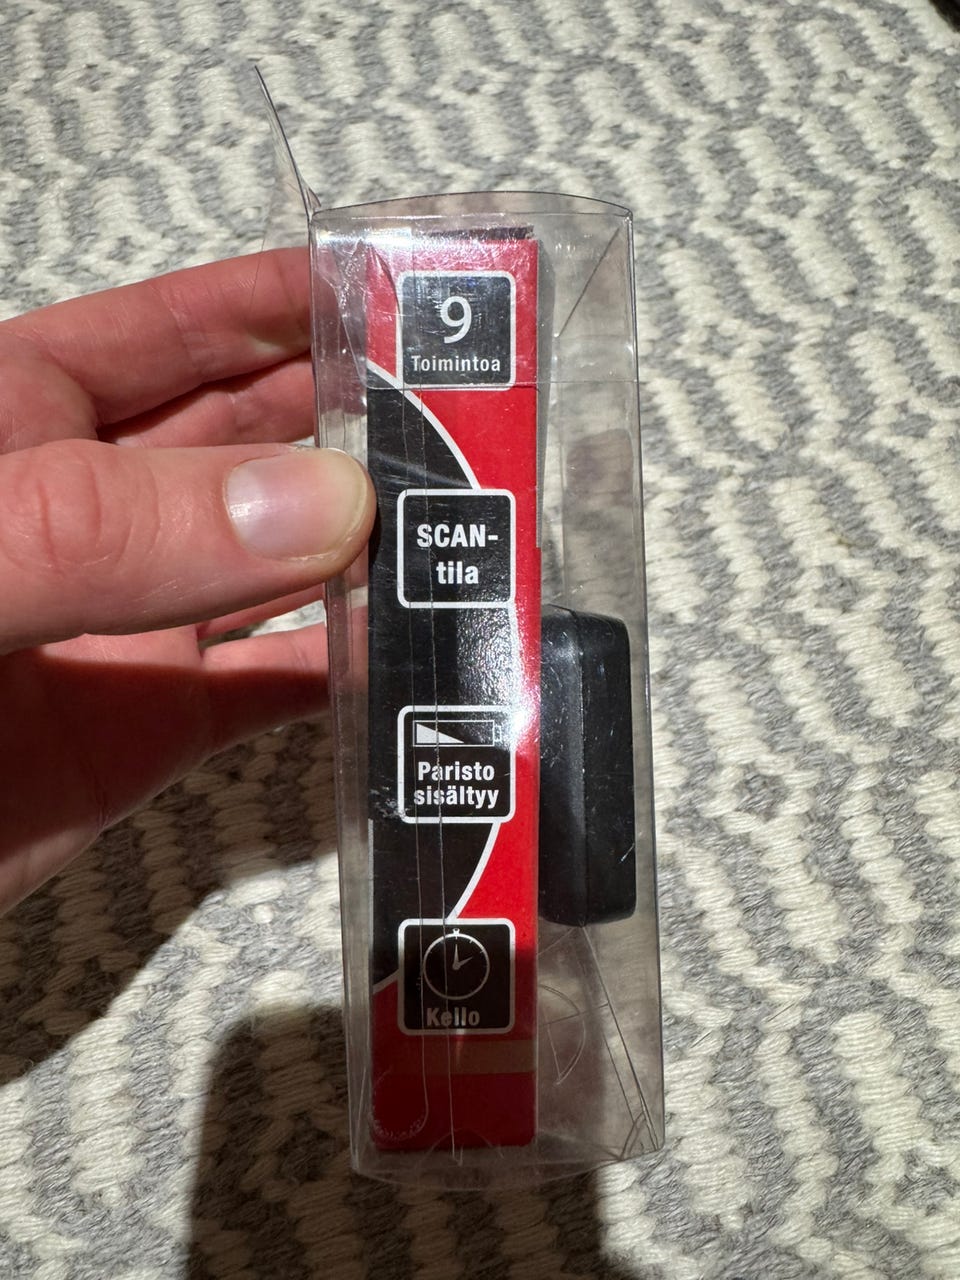 9
Toimintoa
SCAN-
tila
Paristo
sisältyy
Kello